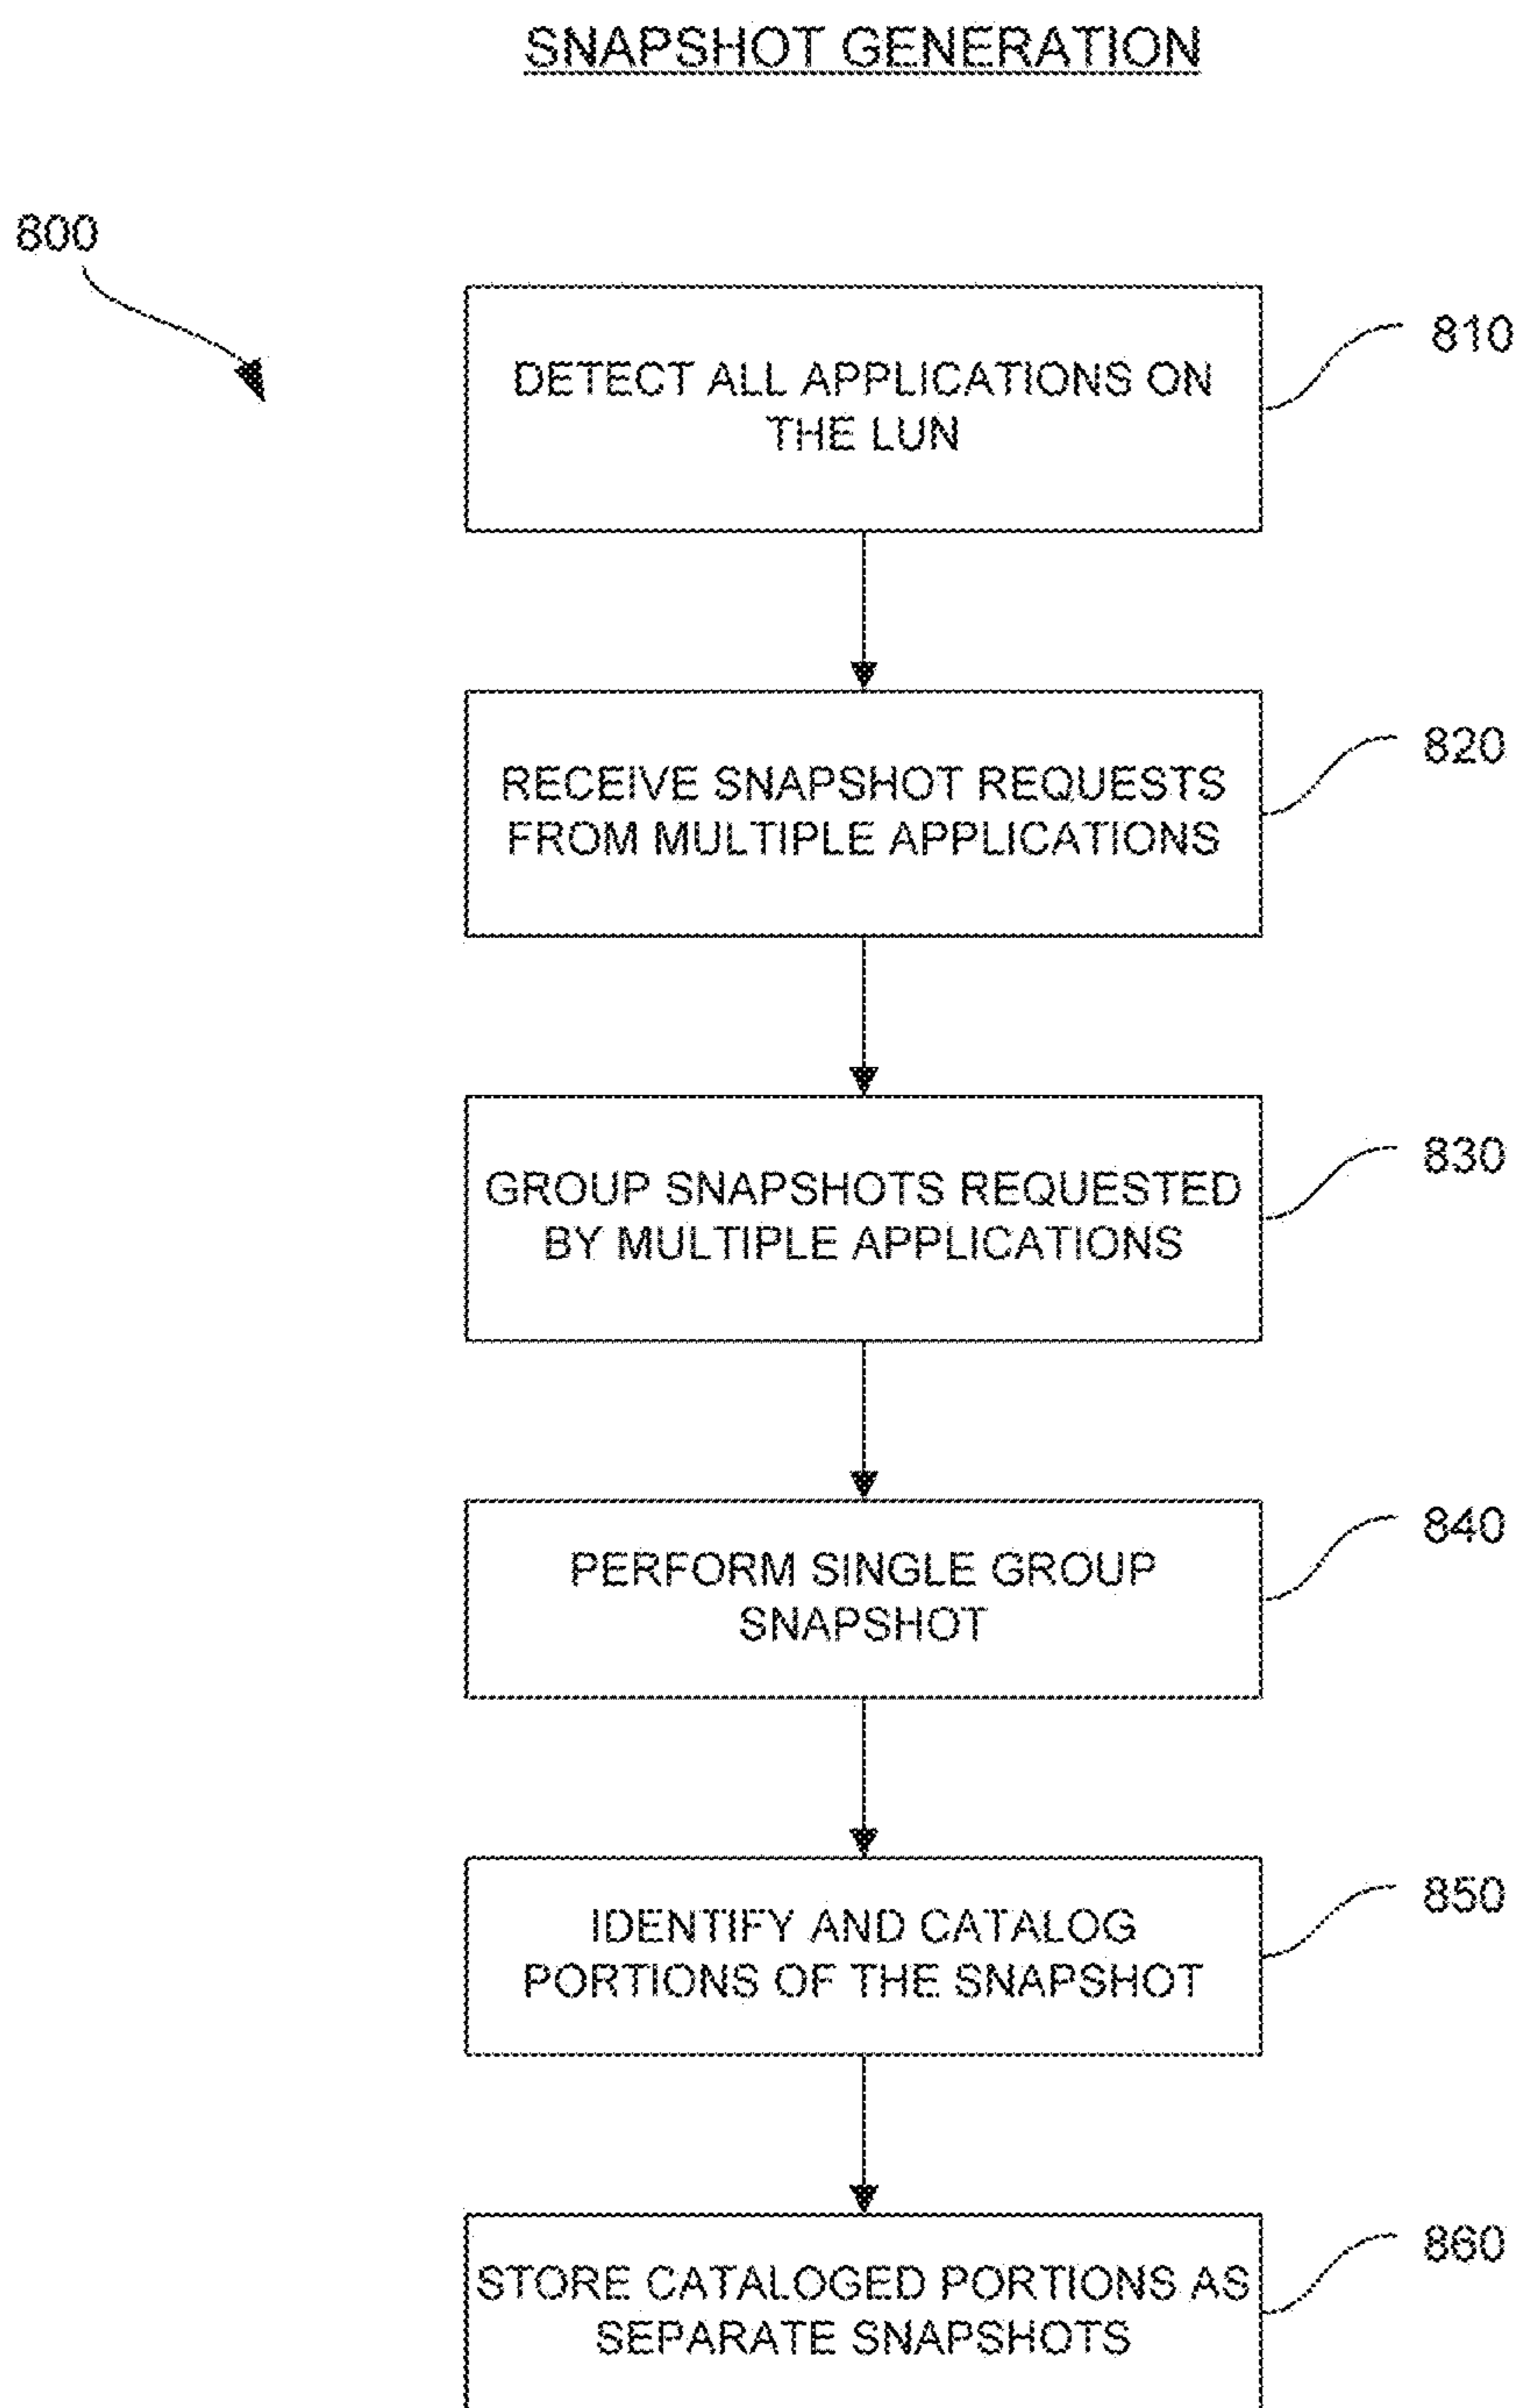 SNAPSHOT GENERATION
800
DETECT ALL APPLICATIONS ON
THE LUN
810
RECEIVE SNAPSHOT REQUESTS
FROM MULTIPLE APPLICATIONS
820
GROUP SNAPSHOTS REQUESTED
BY MULTIPLE APPLICATIONS
830
PERFORM SINGLE GROUP
SNAPSHOT
840
IDENTIFY AND CATALOG
PORTIONS OF THE SNAPSHOT
850
STORE CATALOGED PORTIONS AS
SEPARATE SNAPSHOTS
860